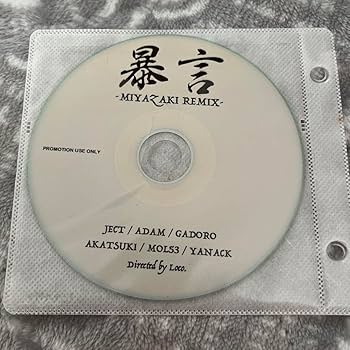 暴言
-MIYAZAKI REMIX-
PROMOTION USE ONLY
JECT / ADAM / GADORO
AKATSUKI / MOL53 / YANACK
Directed by Loco.